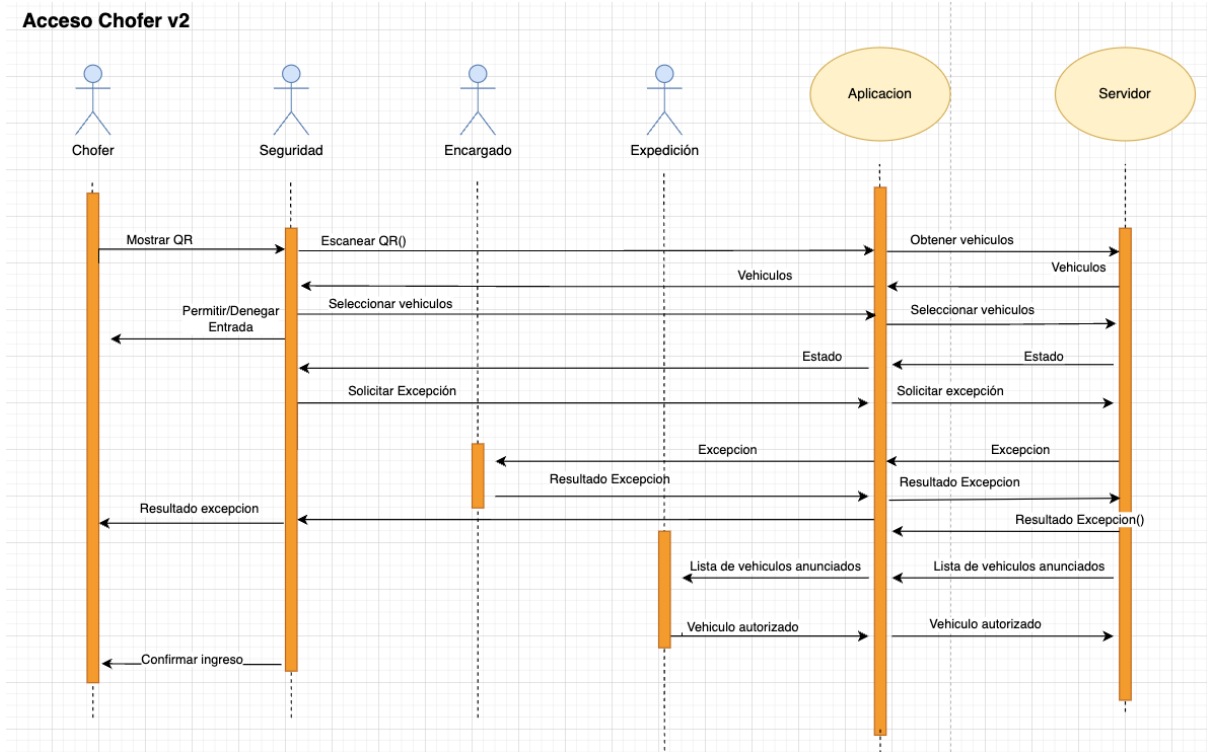 Acceso Chofer v2
Chofer
Seguridad
Encargado
Expedición
Aplicacion
Servidor
Mostrar QR
Escanear QR()
Obtener vehiculos
Vehiculos
Vehiculos
Seleccionar vehiculos
Seleccionar vehiculos
Permitir/Denegar
Entrada
Estado
Estado
Solicitar Excepción
Solicitar excepción
Excepcion
Excepcion
Resultado Excepcion
Resultado Excepcion
Resultado excepcion
Resultado Excepcion()
Lista de vehiculos anunciados
Lista de vehiculos anunciados
Vehiculo autorizado
Vehiculo autorizado
Confirmar ingreso